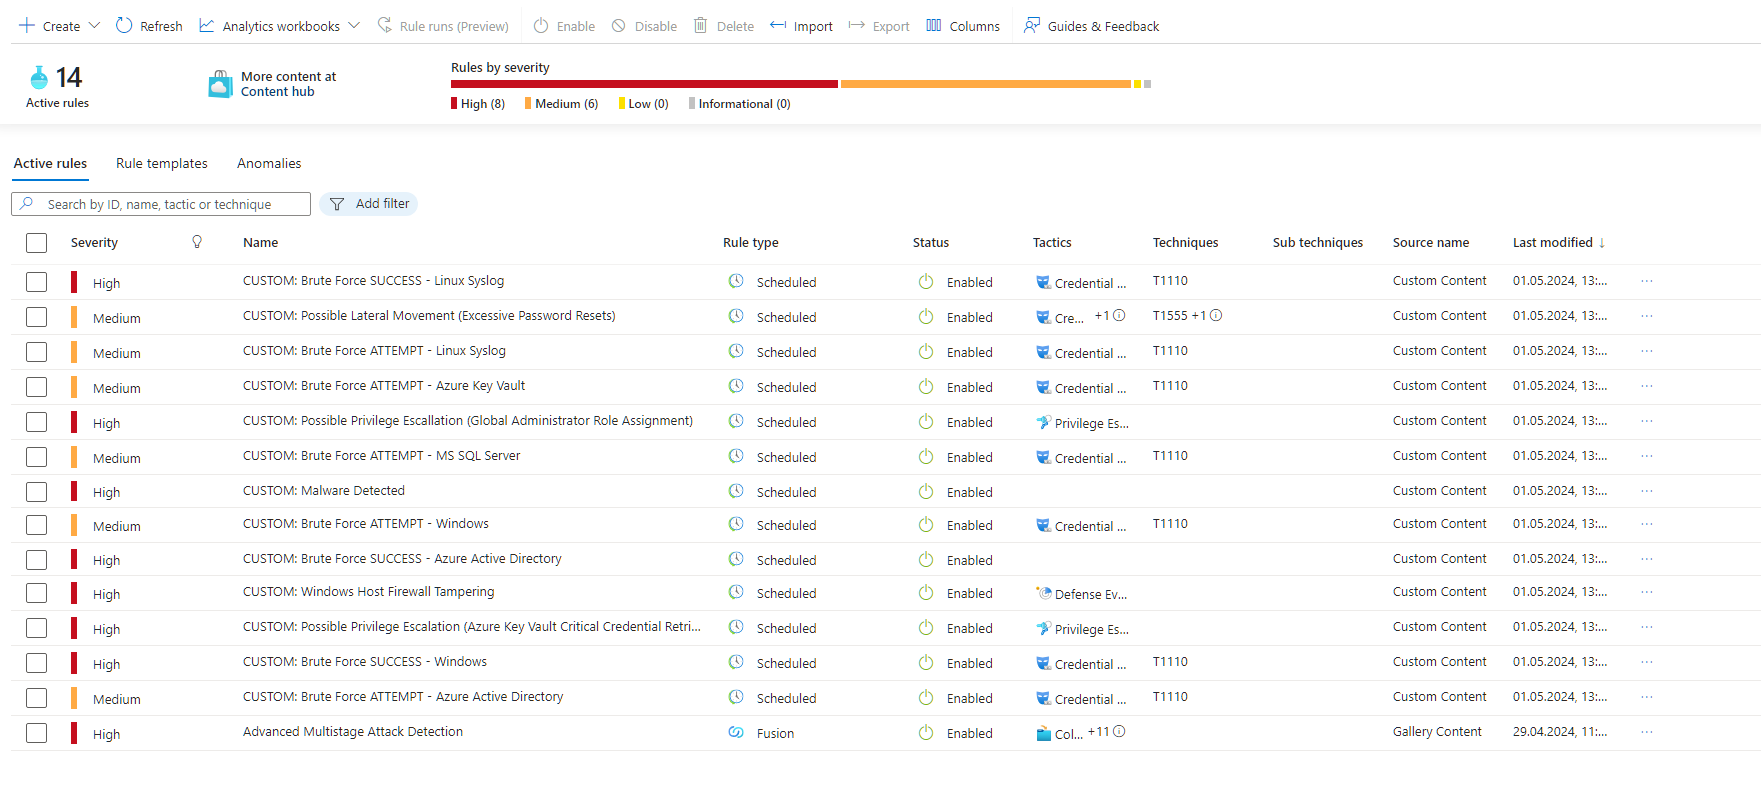 Create Refresh Analytics workbooks Rule runs (Preview) Enable Disable Delete Import Export Columns Guides & Feedback
14
Active rules
More content at
Content hub
Rules by severity
High (8) Medium (6) Low (0) Informational (0)
Active rules Rule templates Anomalies
Search by ID, name, tactic or technique Add filter
Severity Name Rule type Status Tactics Techniques Sub techniques Source name Last modified ↓
High CUSTOM: Brute Force SUCCESS - Linux Syslog Scheduled Enabled Credential ... T1110 Custom Content 01.05.2024, 13:... ...
Medium CUSTOM: Possible Lateral Movement (Excessive Password Resets) Scheduled Enabled Cre... +1 T1555 +1 Custom Content 01.05.2024, 13:... ...
Medium CUSTOM: Brute Force ATTEMPT - Linux Syslog Scheduled Enabled Credential ... T1110 Custom Content 01.05.2024, 13:... ...
Medium CUSTOM: Brute Force ATTEMPT - Azure Key Vault Scheduled Enabled Credential ... T1110 Custom Content 01.05.2024, 13:... ...
High CUSTOM: Possible Privilege Escallation (Global Administrator Role Assignment) Scheduled Enabled Privilege Es... Custom Content 01.05.2024, 13:... ...
Medium CUSTOM: Brute Force ATTEMPT - MS SQL Server Scheduled Enabled Credential ... T1110 Custom Content 01.05.2024, 13:... ...
High CUSTOM: Malware Detected Scheduled Enabled Custom Content 01.05.2024, 13:... ...
Medium CUSTOM: Brute Force ATTEMPT - Windows Scheduled Enabled Credential ... T1110 Custom Content 01.05.2024, 13:... ...
High CUSTOM: Brute Force SUCCESS - Azure Active Directory Scheduled Enabled Custom Content 01.05.2024, 13:... ...
High CUSTOM: Windows Host Firewall Tampering Scheduled Enabled Defense Ev... Custom Content 01.05.2024, 13:... ...
High CUSTOM: Possible Privilege Escalation (Azure Key Vault Critical Credential Retri... Scheduled Enabled Privilege Es... Custom Content 01.05.2024, 13:... ...
High CUSTOM: Brute Force SUCCESS - Windows Scheduled Enabled Credential ... T1110 Custom Content 01.05.2024, 13:... ...
Medium CUSTOM: Brute Force ATTEMPT - Azure Active Directory Scheduled Enabled Credential ... T1110 Custom Content 01.05.2024, 13:... ...
High Advanced Multistage Attack Detection Fusion Enabled Col... +11 Gallery Content 29.04.2024, 11:... ...